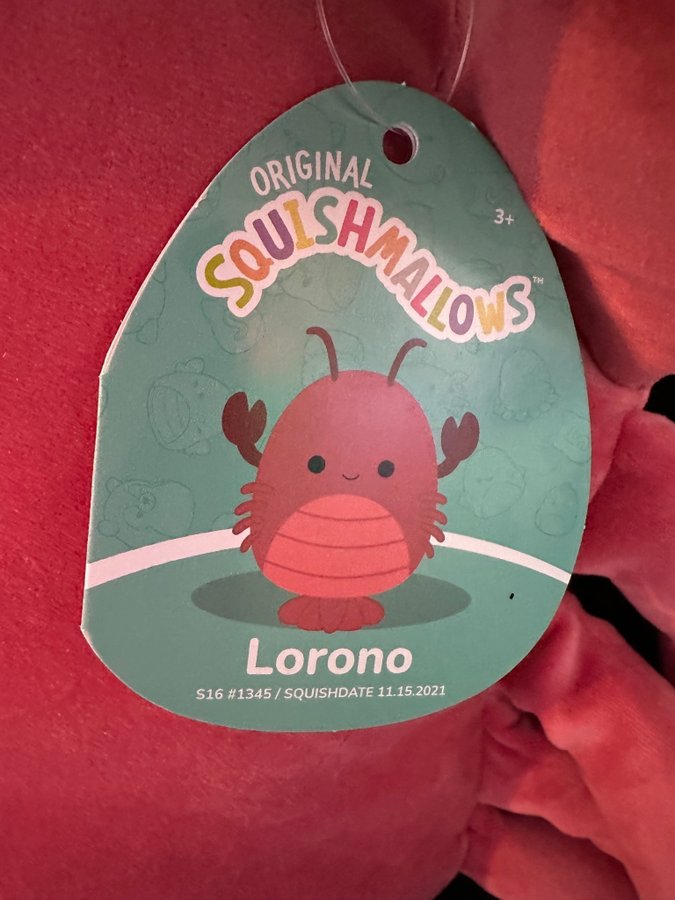 ORIGINAL
SQUISHMALLOWS™
3+
Lorono
S16 #1345 / SQUISHDATE 11.15.2021